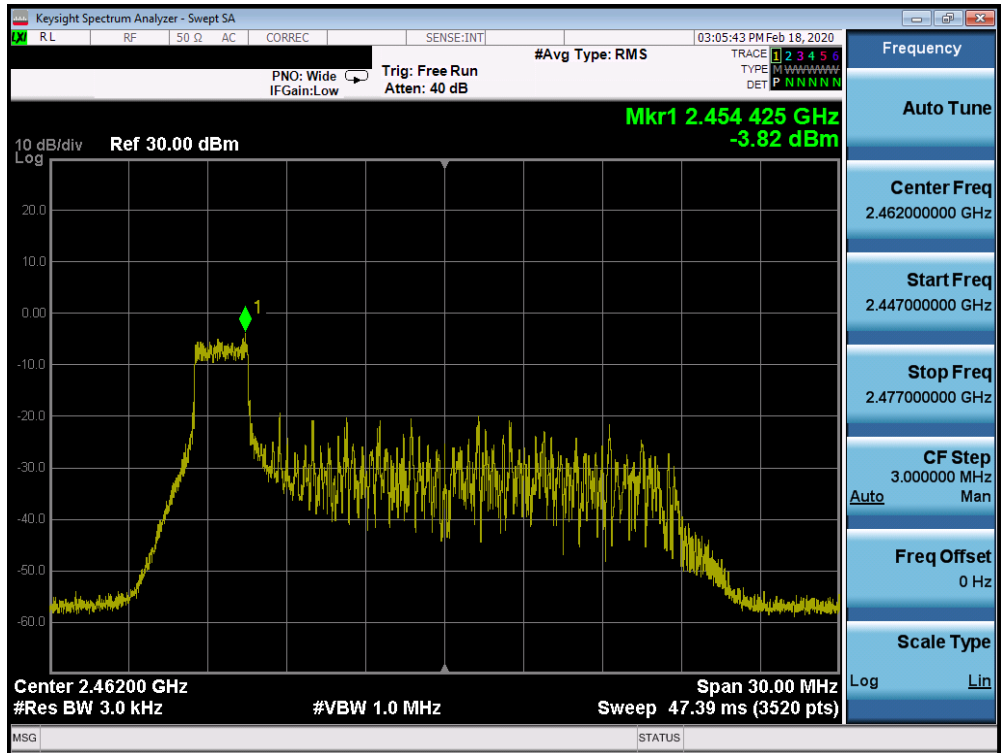 Keysight Spectrum Analyzer - Swept SA
LXI RL RF 50 Ω AC CORREC SENSE:INT 03:05:43 PM Feb 18, 2020
PNO: Wide
IFGain:Low
Trig: Free Run
Atten: 40 dB
#Avg Type: RMS
TRACE 1 2 3 4 5 6
TYPE M WWWWW
DET P N N N N N
Mkr1 2.454 425 GHz
-3.82 dBm
10 dB/div Ref 30.00 dBm
Log
20.0
10.0
0.00
-10.0
-20.0
-30.0
-40.0
-50.0
-60.0
1
Center 2.46200 GHz Span 30.00 MHz
#Res BW 3.0 kHz #VBW 1.0 MHz Sweep 47.39 ms (3520 pts)
MSG STATUS
Frequency
Auto Tune
Center Freq
2.462000000 GHz
Start Freq
2.447000000 GHz
Stop Freq
2.477000000 GHz
CF Step
3.000000 MHz
Auto Man
Freq Offset
0 Hz
Scale Type
Log Lin